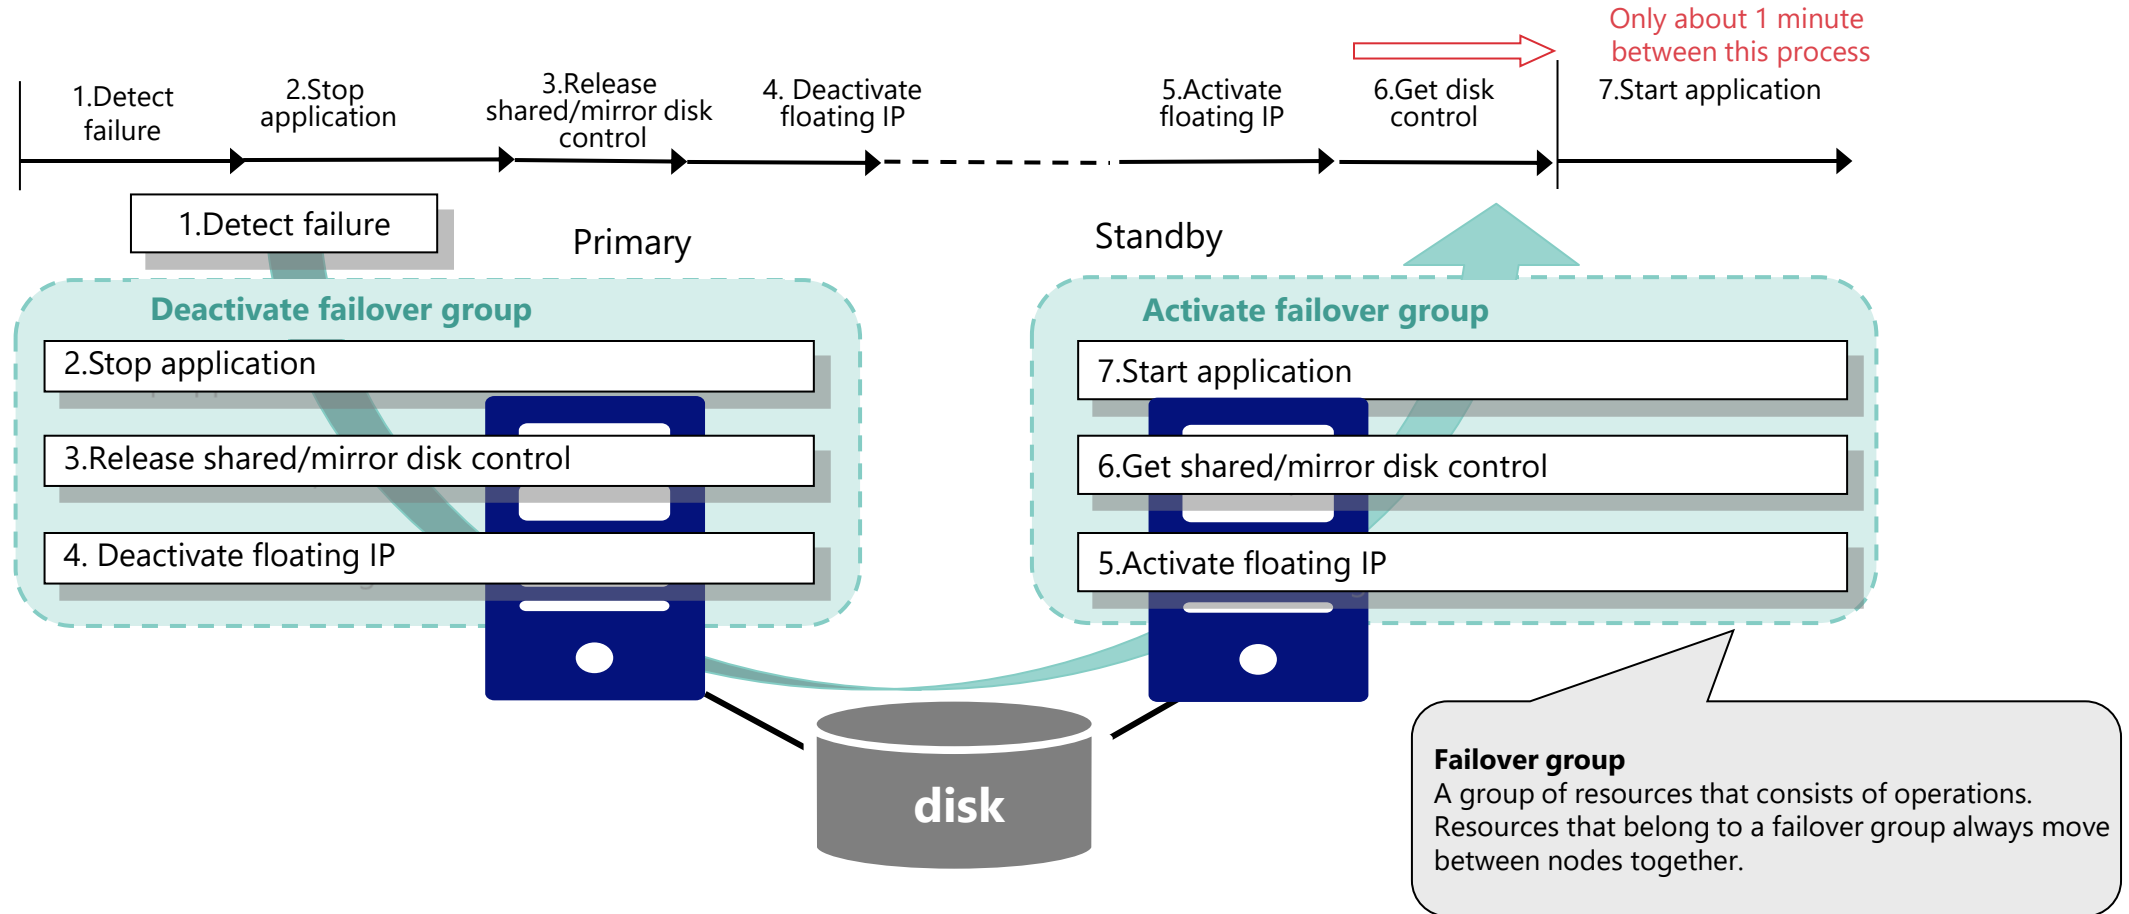 Only about 1 minute
between this process
1.Detect
failure
2.Stop
application
3.Release
shared/mirror disk
control
4. Deactivate
floating IP
5.Activate
floating IP
6.Get disk
control
7.Start application
1.Detect failure
Primary
Standby
Deactivate failover group
2.Stop application
3.Release shared/mirror disk control
4. Deactivate floating IP
Activate failover group
7.Start application
6.Get shared/mirror disk control
5.Activate floating IP
disk
Failover group
A group of resources that consists of operations.
Resources that belong to a failover group always move
between nodes together.